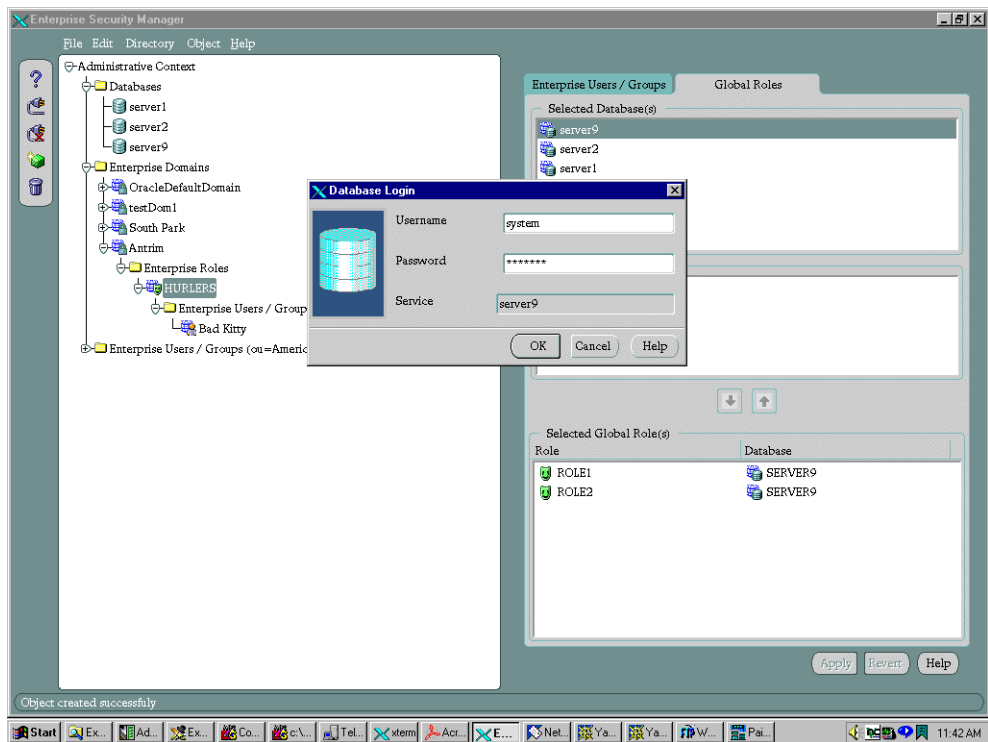 Enterprise Security Manager
File Edit Directory Object Help
Administrative Context
Databases
server1
server2
server9
Enterprise Domains
OracleDefaultDomain
testDom1
South Park
Antrim
Enterprise Roles
HURLERS
Enterprise Users / Group
Bad Kitty
Enterprise Users / Groups (ou=Americ
Enterprise Users / Groups
Global Roles
Selected Database(s)
server9
server2
server1
Database Login
Username
system
Password
*******
Service
server9
OK Cancel Help
Selected Global Role(s)
Role Database
ROLE1 SERVER9
ROLE2 SERVER9
Apply Revert Help
Object created successfuly
Start Ex... Ad... Ex... Co... c:\... Tel... xterm Acr... E... Net... Ya... Ya... W... Pai... 11:42 AM